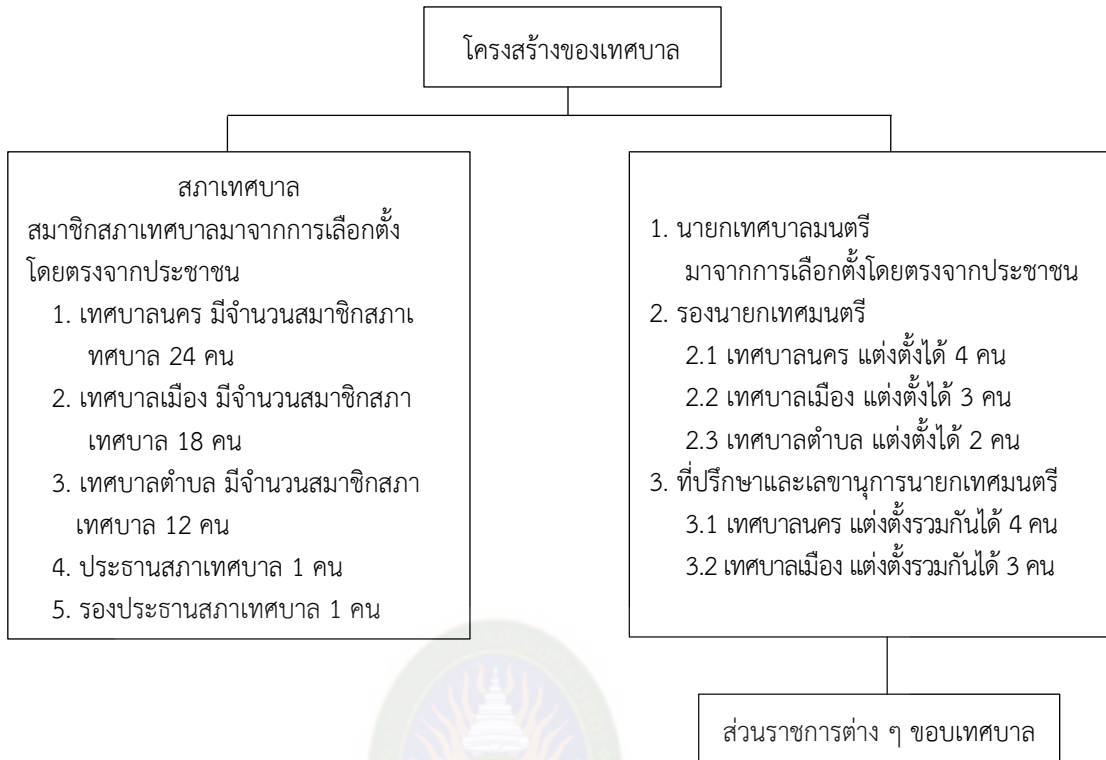 โครงสร้างของเทศบาล
สภาเทศบาล
สมาชิกสภาเทศบาลมาจากการเลือกตั้ง
โดยตรงจากประชาชน
1. เทศบาลนคร มีจำนวนสมาชิกสภาเ
ทศบาล 24 คน
2. เทศบาลเมือง มีจำนวนสมาชิกสภา
เทศบาล 18 คน
3. เทศบาลตำบล มีจำนวนสมาชิกสภา
เทศบาล 12 คน
4. ประธานสภาเทศบาล 1 คน
5. รองประธานสภาเทศบาล 1 คน
1. นายกเทศบาลมนตรี
มาจากการเลือกตั้งโดยตรงจากประชาชน
2. รองนายกเทศมนตรี
2.1 เทศบาลนคร แต่งตั้งได้ 4 คน
2.2 เทศบาลเมือง แต่งตั้งได้ 3 คน
2.3 เทศบาลตำบล แต่งตั้งได้ 2 คน
3. ที่ปรึกษาและเลขานุการนายกเทศมนตรี
3.1 เทศบาลนคร แต่งตั้งรวมกันได้ 4 คน
3.2 เทศบาลเมือง แต่งตั้งรวมกันได้ 3 คน
ส่วนราชการต่าง ๆ ขอบเทศบาล